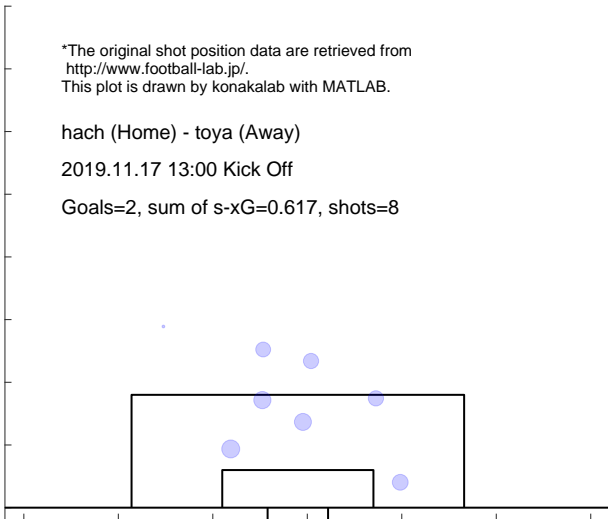 *The original shot position data are retrieved from
http://www.football-lab.jp/.
This plot is drawn by konakalab with MATLAB.
hach (Home) - toya (Away)
2019.11.17 13:00 Kick Off
Goals=2, sum of s-xG=0.617, shots=8